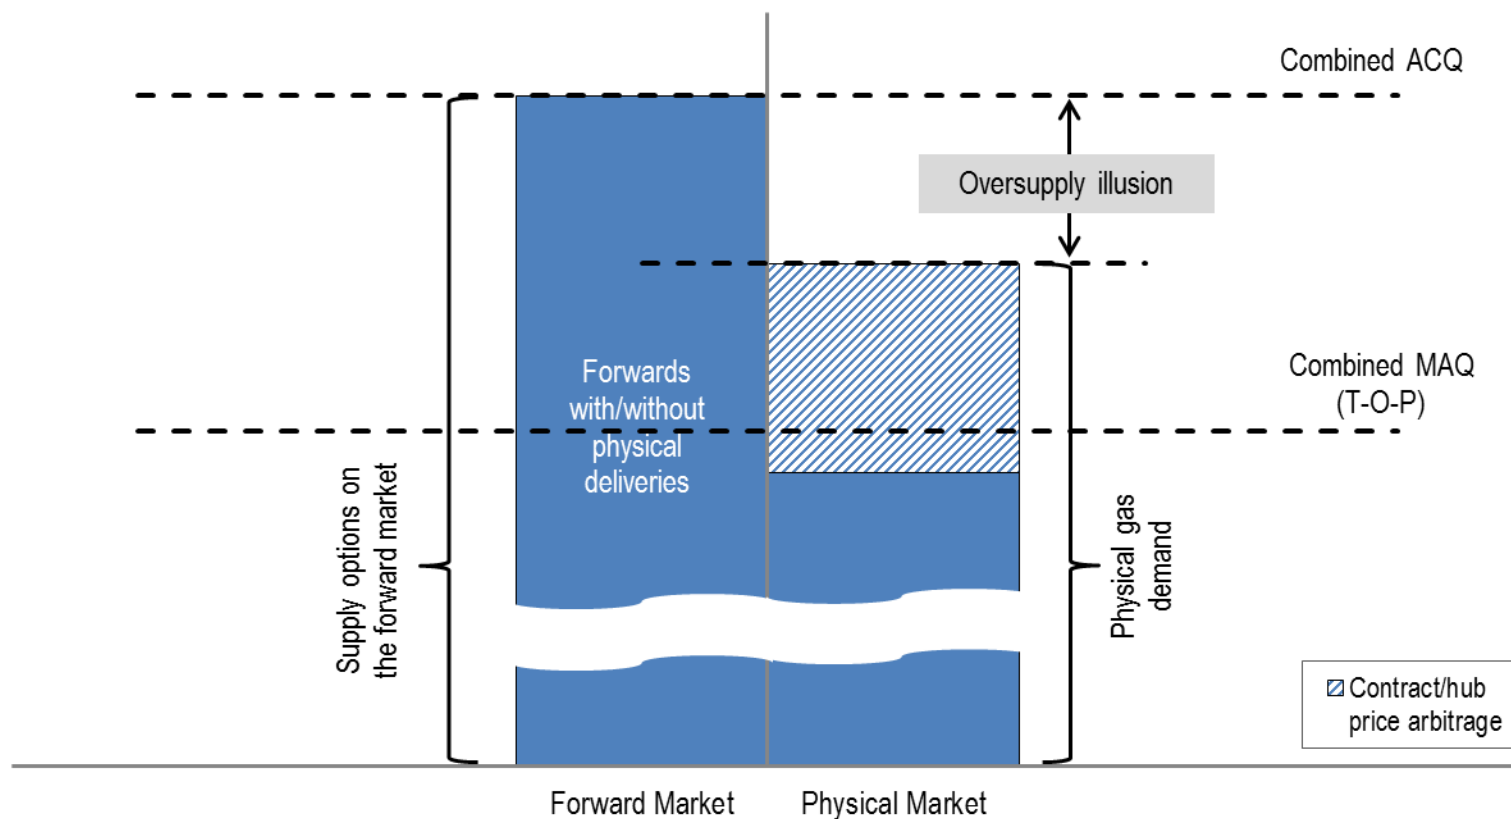 Combined ACQ
Oversupply illusion
Combined MAQ
(T-O-P)
Forwards
with/without
physical
deliveries
Supply options on
the forward market
Physical gas
demand
Contract/hub
price arbitrage
Forward Market
Physical Market